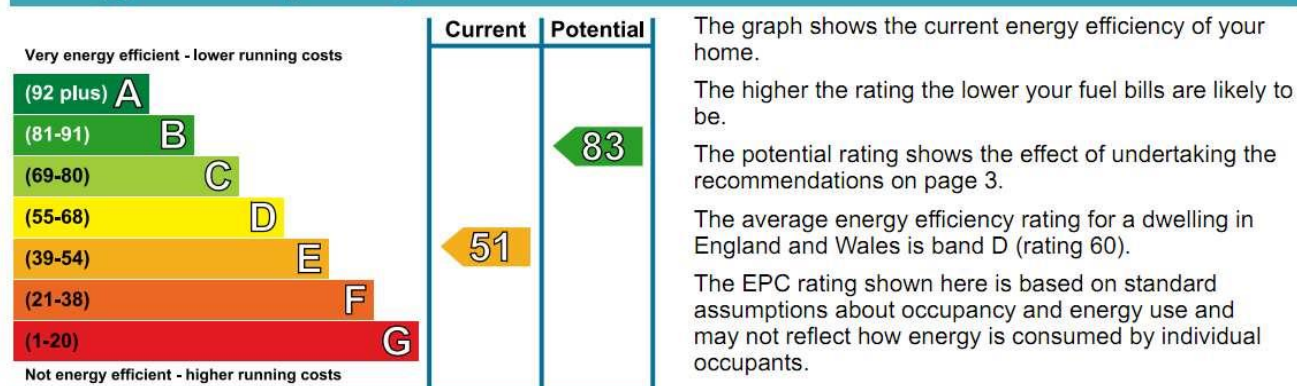 Current Potential
Very energy efficient - lower running costs
(92 plus) A
(81-91) B
(69-80) C
(55-68) D
(39-54) E
(21-38) F
(1-20) G
Not energy efficient - higher running costs
51
83
The graph shows the current energy efficiency of your
home.
The higher the rating the lower your fuel bills are likely to
be.
The potential rating shows the effect of undertaking the
recommendations on page 3.
The average energy efficiency rating for a dwelling in
England and Wales is band D (rating 60).
The EPC rating shown here is based on standard
assumptions about occupancy and energy use and
may not reflect how energy is consumed by individual
occupants.